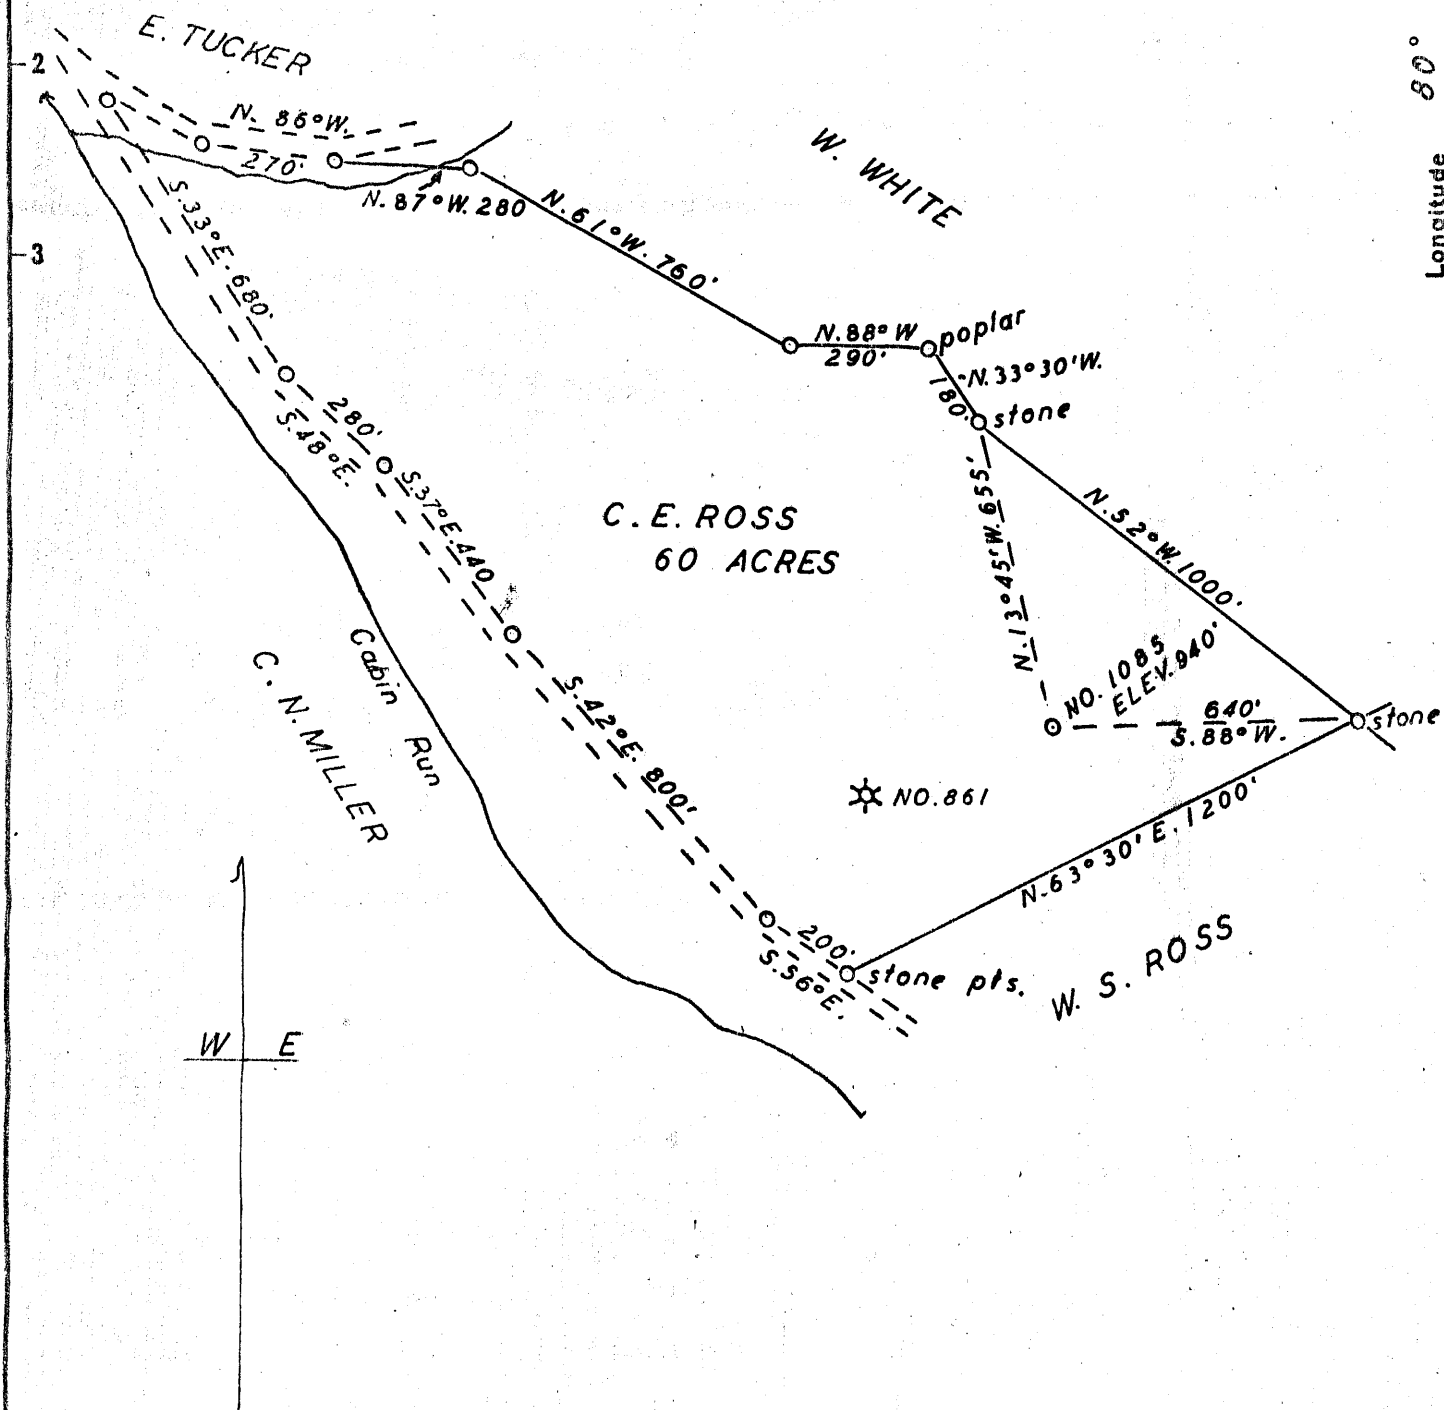 E. TUCKER
80°
2
N. 86°W.
270'
W. WHITE
Longitude
S.33°E.680'
N.87°W.280
N.61°W.760'
3
N.88°W
290'
poplar
N.33°30'W.
180'
stone
280'
S.48°E.
S.37°E.440
N.52°W.1000'
N.13°45'W.655'
C.E. ROSS
60 ACRES
Cabin Run
C. N. MILLER
NO. 1085
ELEV. 940'
640'
S.88°W.
stone
S.42°E. 800'
NO.861
N.63°30'E.1200'
200'
S.56°E.
stone pts.
W. S. ROSS
W E